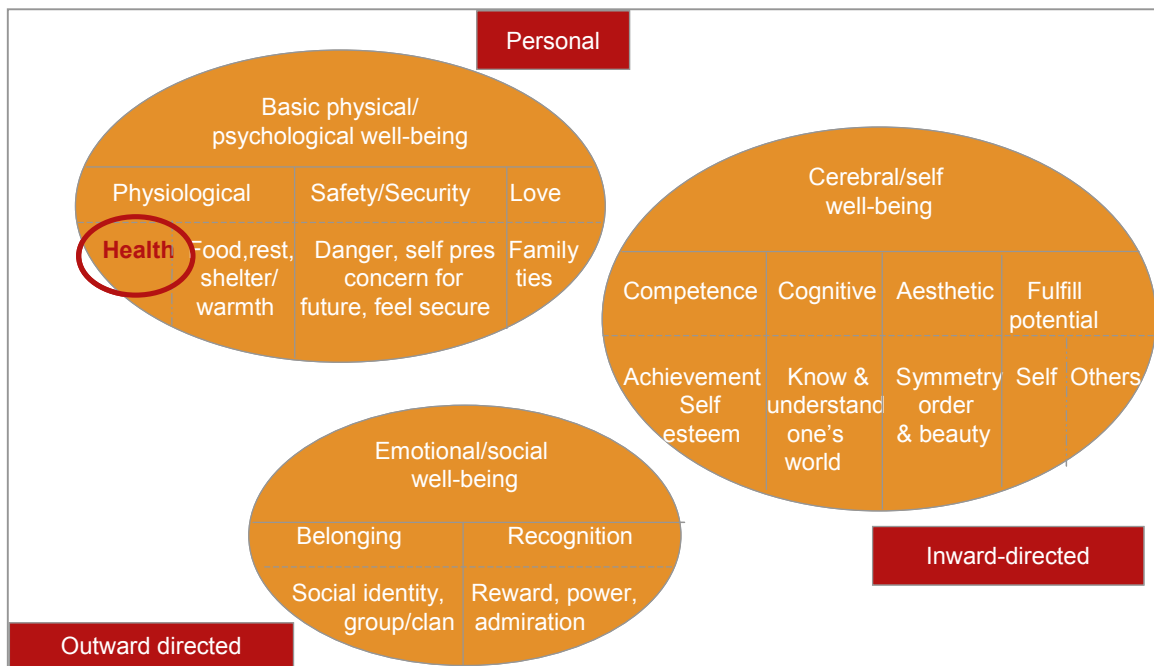 Personal
Basic physical/
psychological well-being
Physiological Safety/Security Love
Health Food,rest, shelter/ warmth
Danger, self pres
concern for
future, feel secure
Family
ties
Cerebral/self
well-being
Competence Cognitive Aesthetic Fulfill
potential
Achievement
Self
esteem
Know &
understand
one's
world
Symmetry
order
& beauty
Self Others
Emotional/social
well-being
Belonging Recognition
Social identity,
group/clan
Reward, power,
admiration
Inward-directed
Outward directed